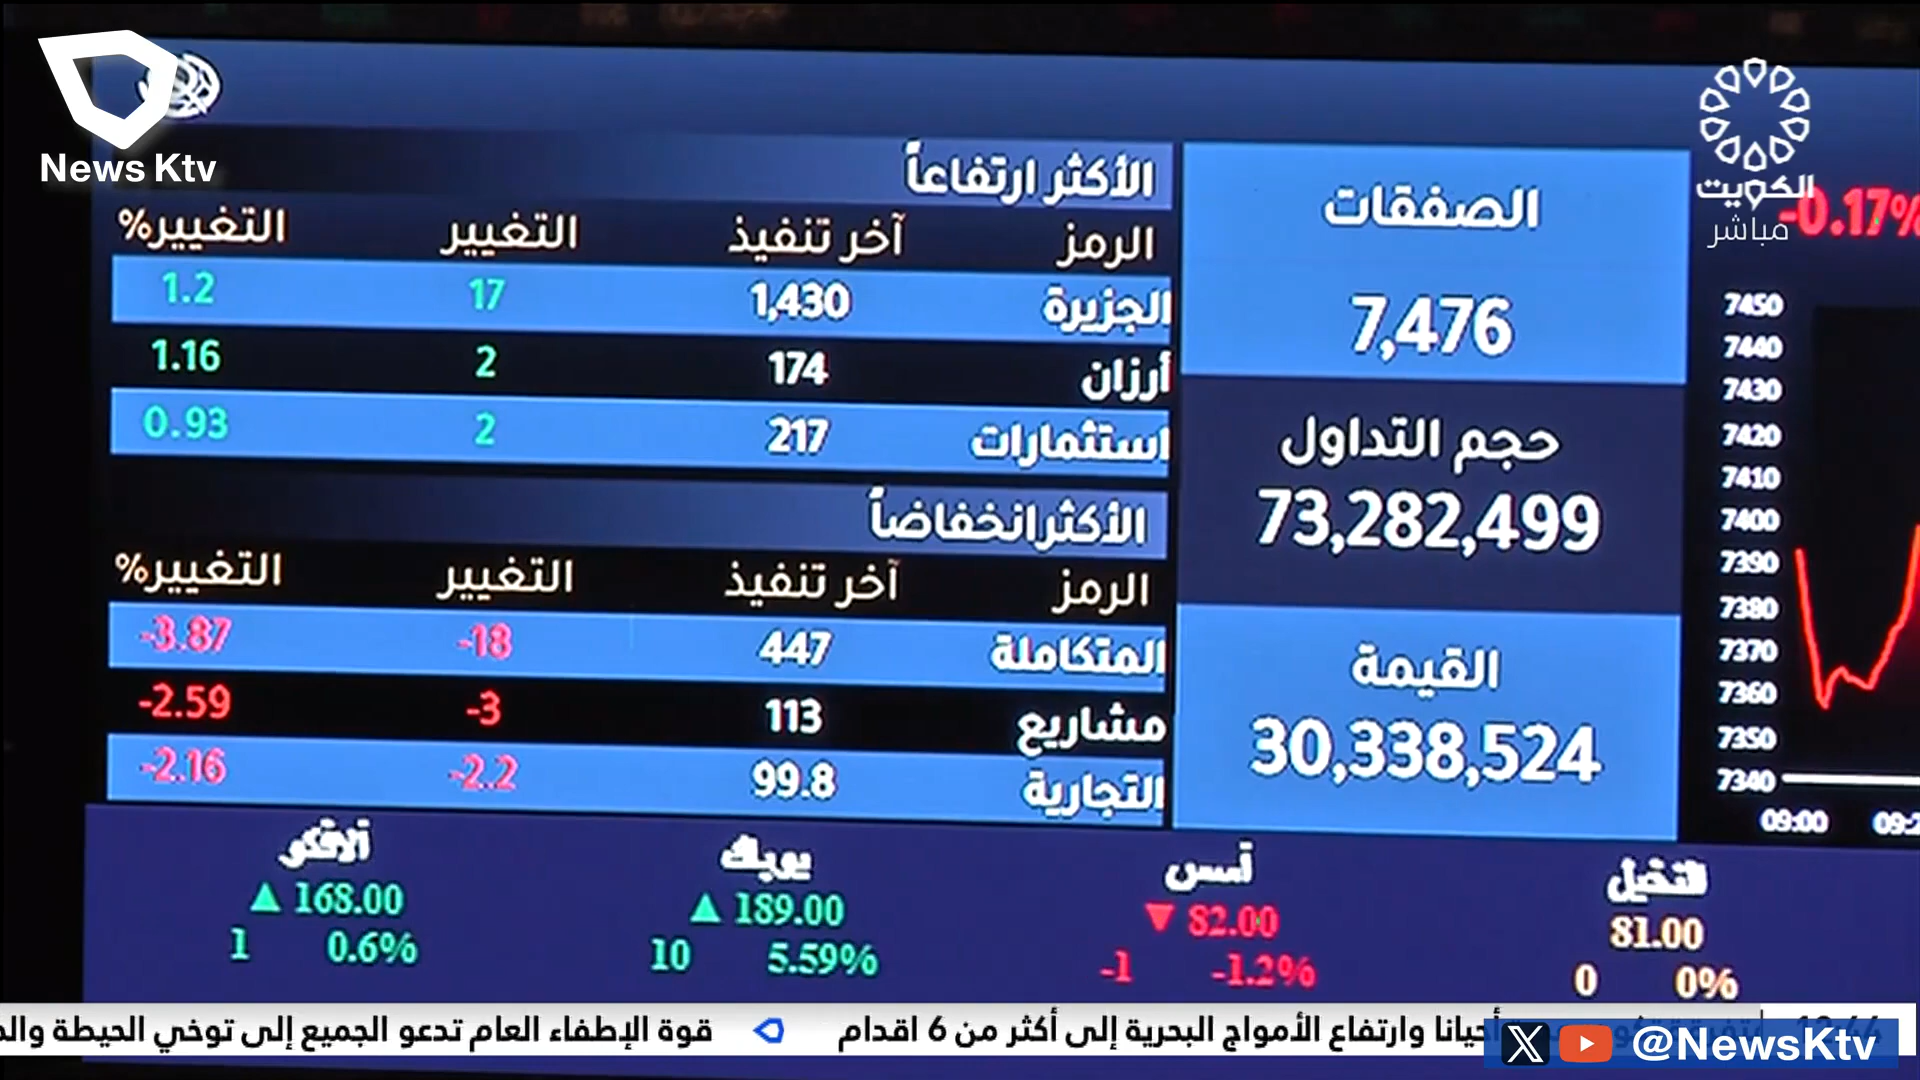 News Ktv
الكويت
مباشر
-0.17%
الأكثر ارتفاعاً
الرمز آخر تنفيذ التغيير التغيير%
الجزيرة 1,430 17 1.2
أرزان 174 2 1.16
استثمارات 217 2 0.93
الأكثرانخفاضاً
الرمز آخر تنفيذ التغيير التغيير%
المتكاملة 447 -18 -3.87
مشاريع 113 -3 -2.59
التجارية 99.8 -2.2 -2.16
الصفقات
7,476
حجم التداول
73,282,499
القيمة
30,338,524
7450
7440
7430
7420
7410
7400
7390
7380
7370
7360
7350
7340
09:00
النخيل
81.00
0 0%
أسس
▼ 82.00
-1 -1.2%
يوباك
▲ 189.00
10 5.59%
الافكو
▲ 168.00
1 0.6%
أحيانا وارتفاع الأمواج البحرية إلى أكثر من 6 اقدام
قوة الإطفاء العام تدعو الجميع إلى توخي الحيطة
@NewsKtv